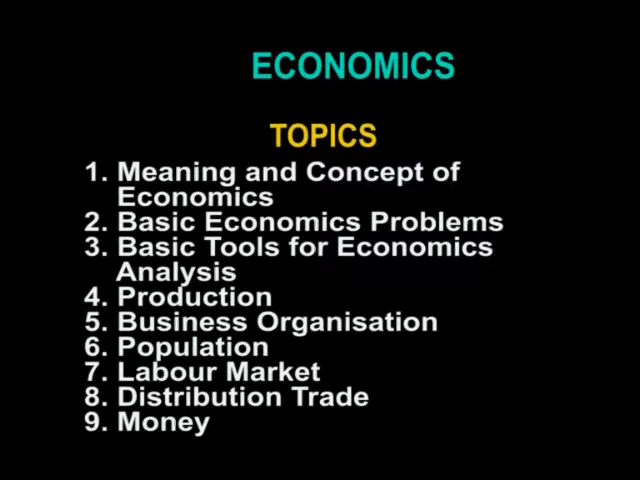 ECONOMICS
TOPICS
1. Meaning and Concept of
Economics
2. Basic Economics Problems
3. Basic Tools for Economics
Analysis
4. Production
5. Business Organisation
6. Population
7. Labour Market
8. Distribution Trade
9. Money